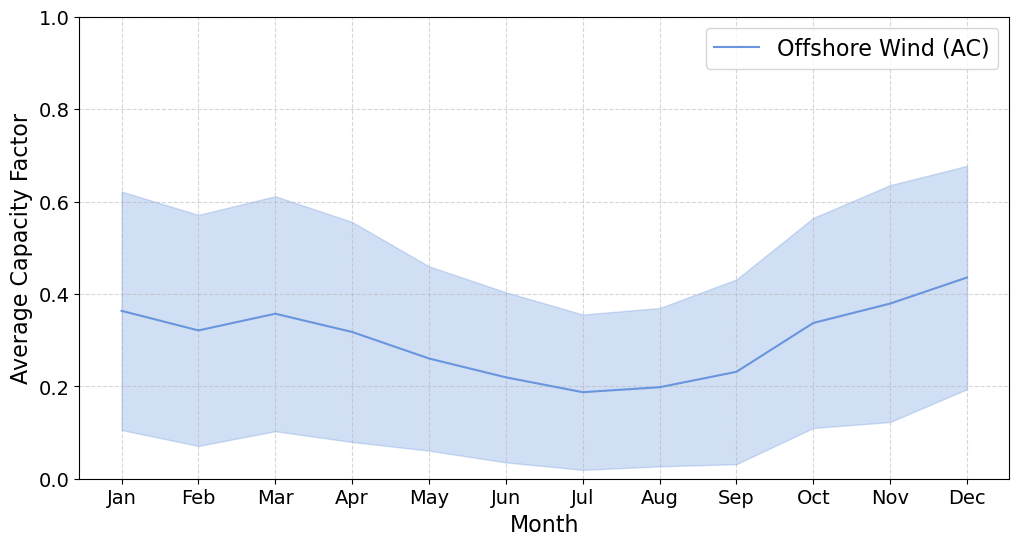 Offshore Wind (AC)
Average Capacity Factor
1.0
0.8
0.6
0.4
0.2
0.0
Jan Feb Mar Apr May Jun Jul Aug Sep Oct Nov Dec
Month